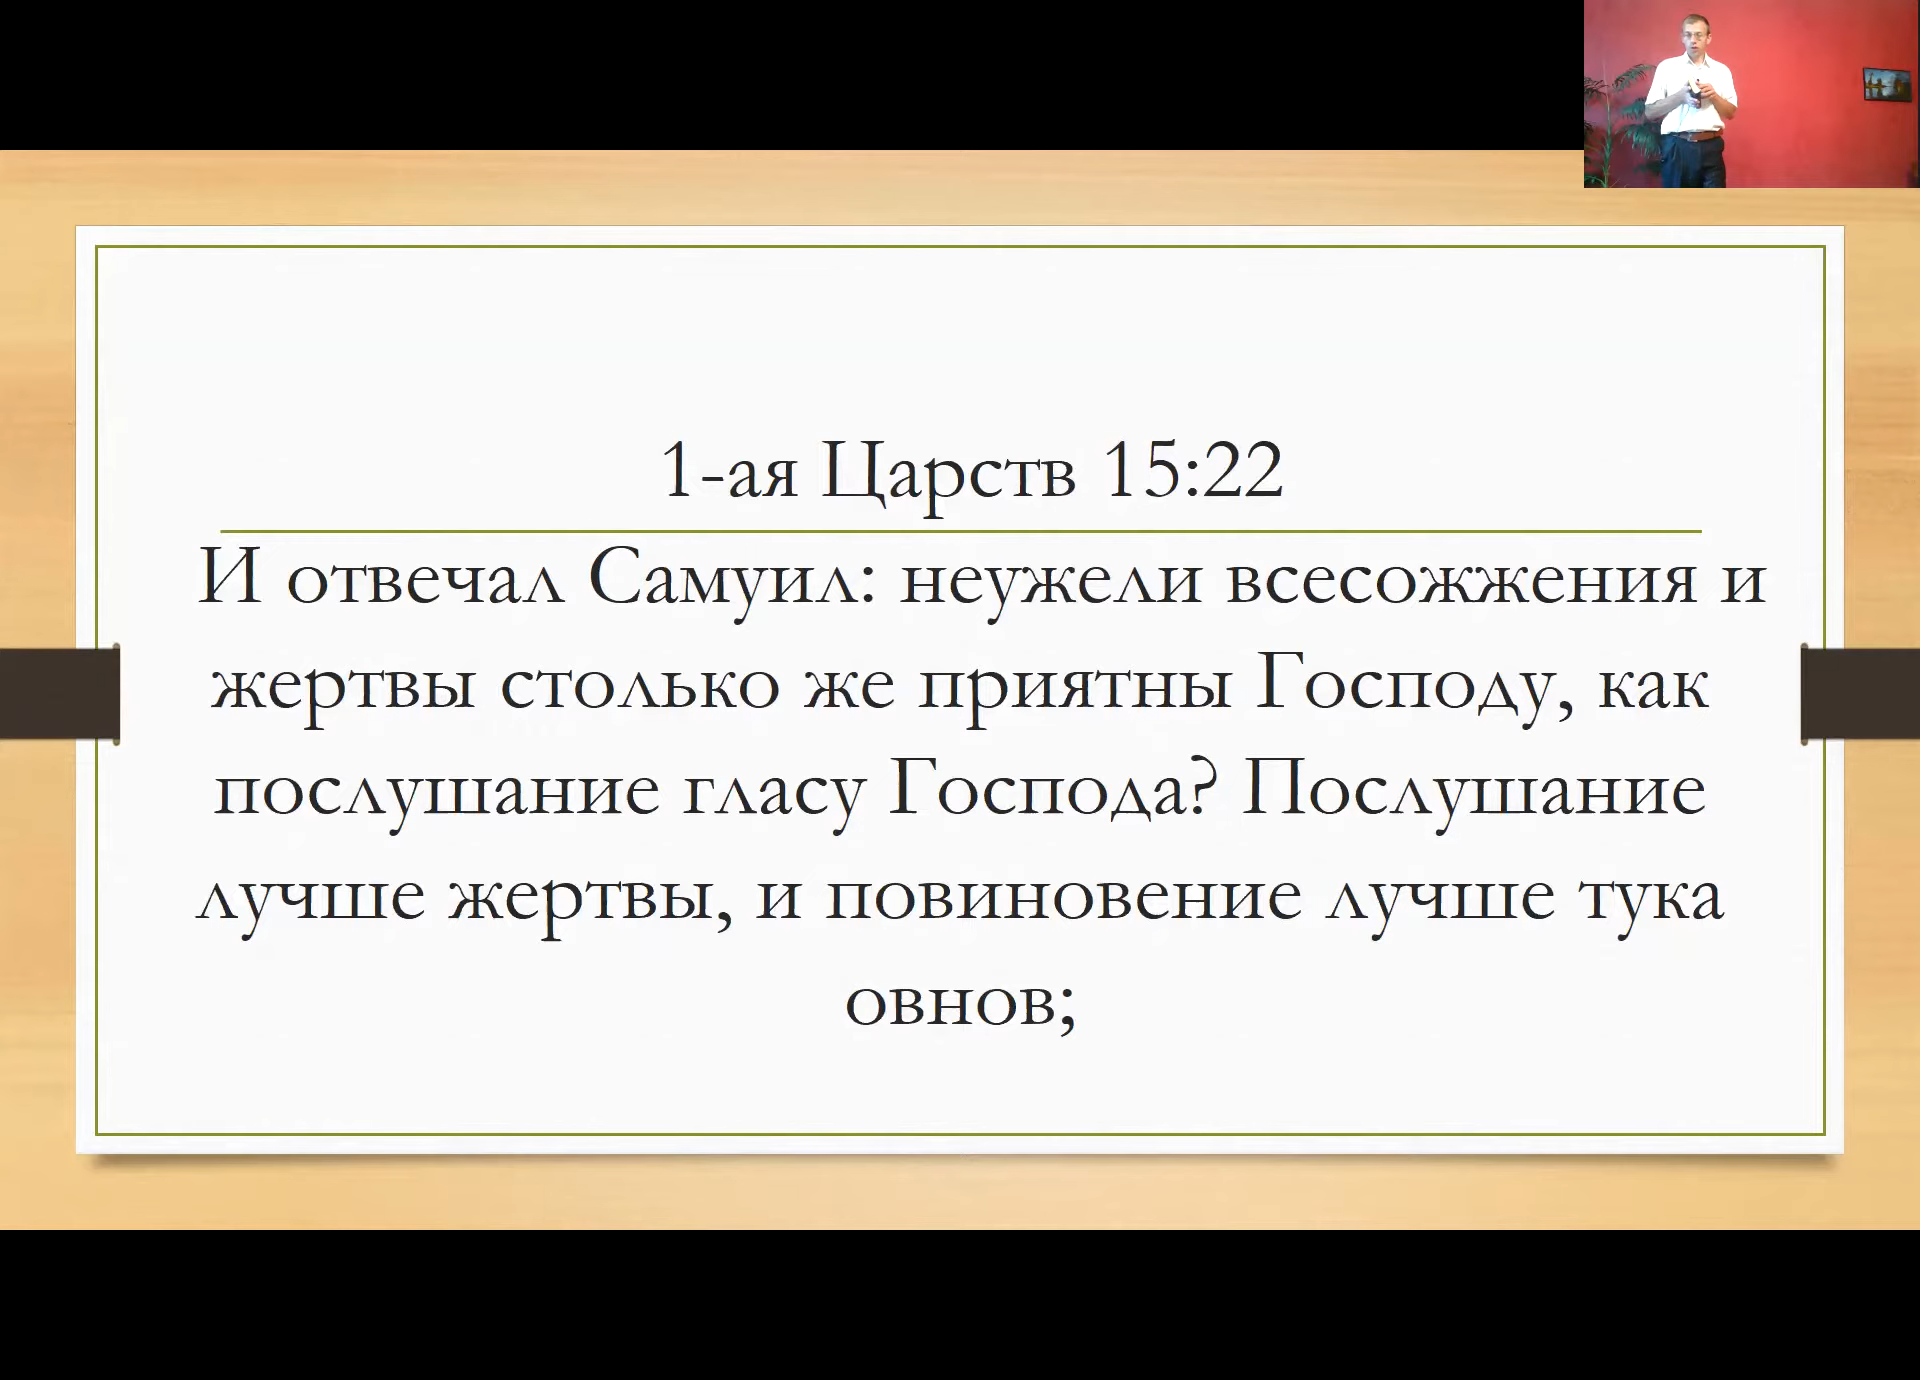 1-ая Царств 15:22
И отвечал Самуил: неужели всесожжения и
жертвы столько же приятны Господу, как
послушание гласу Господа? Послушание
лучше жертвы, и повиновение лучше тука
овнов;